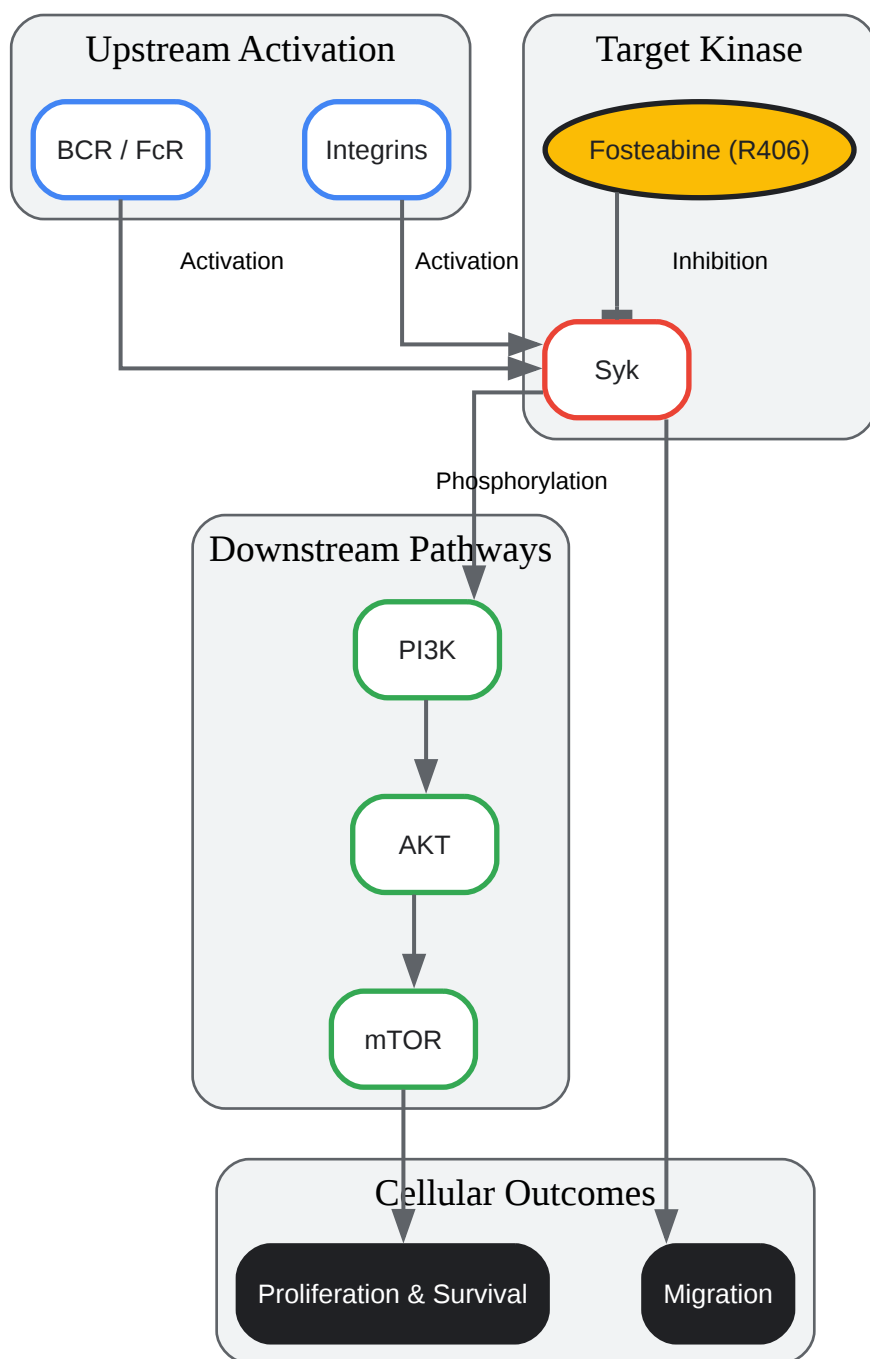 Upstream Activation
Target Kinase
BCR / FcR
Integrins
Fosteabine (R406)
Activation
Activation
Inhibition
Syk
Phosphorylation
Downstream Pathways
PI3K
AKT
mTOR
Cellular Outcomes
Proliferation & Survival
Migration